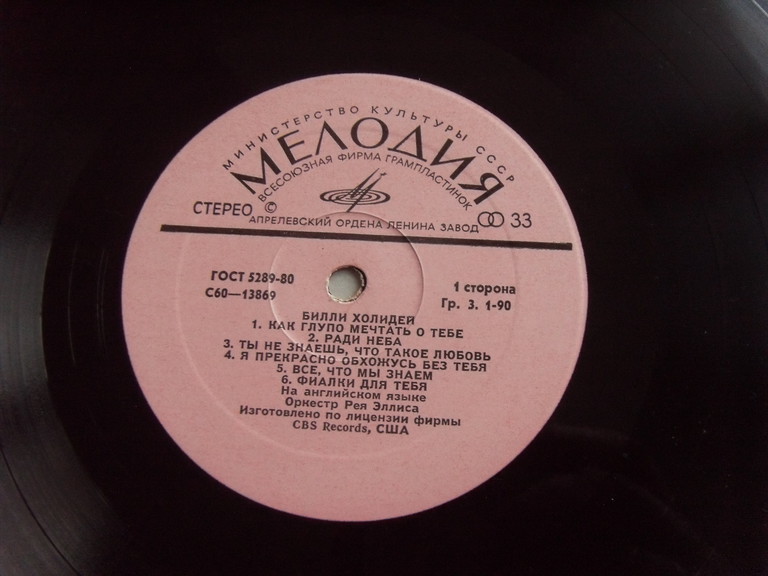 МИНИСТЕРСТВО КУЛЬТУРЫ СССР
МЕЛОДИЯ
ВСЕСОЮЗНАЯ ФИРМА ГРАМПЛАСТИНОК
СТЕРЕО ©
33
АПРЕЛЕВСКИЙ ОРДЕНА ЛЕНИНА ЗАВОД
ГОСТ 5289-80
С60—13869
1 сторона
Гр. 3. 1-90
БИЛЛИ ХОЛИДЕЙ
1. КАК ГЛУПО МЕЧТАТЬ О ТЕБЕ
2. РАДИ НЕБА
3. ТЫ НЕ ЗНАЕШЬ, ЧТО ТАКОЕ ЛЮБОВЬ
4. Я ПРЕКРАСНО ОБХОЖУСЬ БЕЗ ТЕБЯ
5. ВСЕ, ЧТО МЫ ЗНАЕМ
6. ФИАЛКИ ДЛЯ ТЕБЯ
На английском языке
Оркестр Рея Эллиса
Изготовлено по лицензии фирмы
CBS Records, США